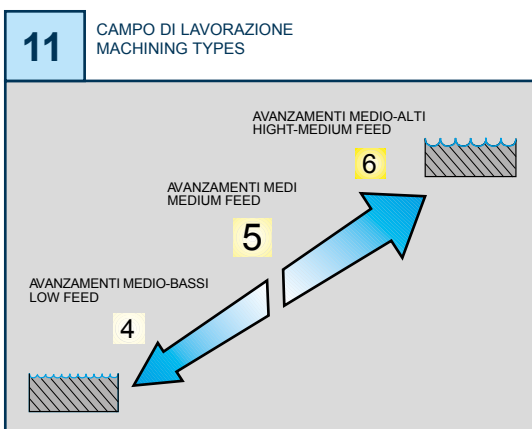 11
CAMPO DI LAVORAZIONE
MACHINING TYPES
AVANZAMENTI MEDIO-ALTI
HIGHT-MEDIUM FEED
6
AVANZAMENTI MEDI
MEDIUM FEED
5
AVANZAMENTI MEDIO-BASSI
LOW FEED
4